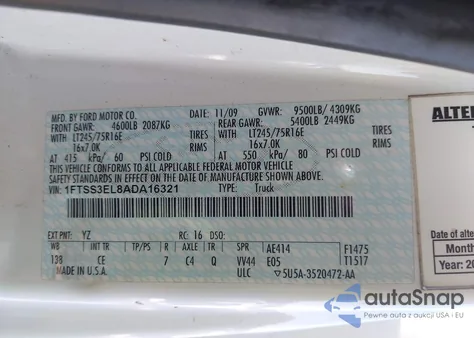 MFD. BY FORD MOTOR CO.
DATE: 11/09 GVWR: 9500LB/ 4309KG
FRONT GAWR: 4600LB 2087KG REAR GAWR: 5400LB 2449KG
WITH LT245/75R16E TIRES WITH LT245/75R16E TIRES
16x7.0K RIMS 16x7.0K RIMS
AT 415 kPa/ 60 PSI COLD AT 550 kPa/ 80 PSI COLD
THIS VEHICLE CONFORMS TO ALL APPLICABLE FEDERAL MOTOR VEHICLE
SAFETY STANDARDS IN EFFECT ON THE DATE OF MANUFACTURE SHOWN ABOVE.
VIN: 1FTSS3EL8ADA16321 TYPE: Truck
EXT PNT: YZ RC: 16 DSO:
WB INT TR TP/PS R AXLE TR SPR AE414 F1475
138 CE 7 C4 Q VV44 E05 T1517
MADE IN U.S.A. ULC 5U5A-3520472-AA
ALTE
Date of alte
Month
Year: 20
autoSnap
Pewne auta z USA i EU